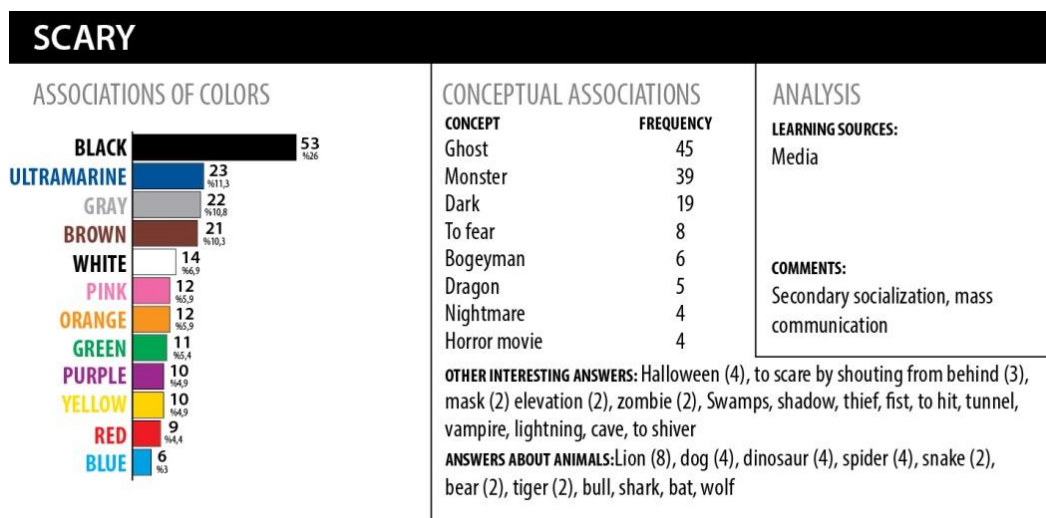 SCARY
ASSOCIATIONS OF COLORS
BLACK 53
%26
ULTRAMARINE 23
%11,3
GRAY 22
%10,8
BROWN 21
%10,3
WHITE 14
%6,9
PINK 12
%5,9
ORANGE 12
%5,9
GREEN 11
%5,4
PURPLE 10
%4,9
YELLOW 10
%4,9
RED 9
%4,4
BLUE 6
%3
CONCEPTUAL ASSOCIATIONS
CONCEPT FREQUENCY
Ghost 45
Monster 39
Dark 19
To fear 8
Bogeyman 6
Dragon 5
Nightmare 4
Horror movie 4
ANALYSIS
LEARNING SOURCES:
Media
COMMENTS:
Secondary socialization, mass
communication
OTHER INTERESTING ANSWERS: Halloween (4), to scare by shouting from behind (3),
mask (2) elevation (2), zombie (2), Swamps, shadow, thief, fist, to hit, tunnel,
vampire, lightning, cave, to shiver
ANSWERS ABOUT ANIMALS:Lion (8), dog (4), dinosaur (4), spider (4), snake (2),
bear (2), tiger (2), bull, shark, bat, wolf